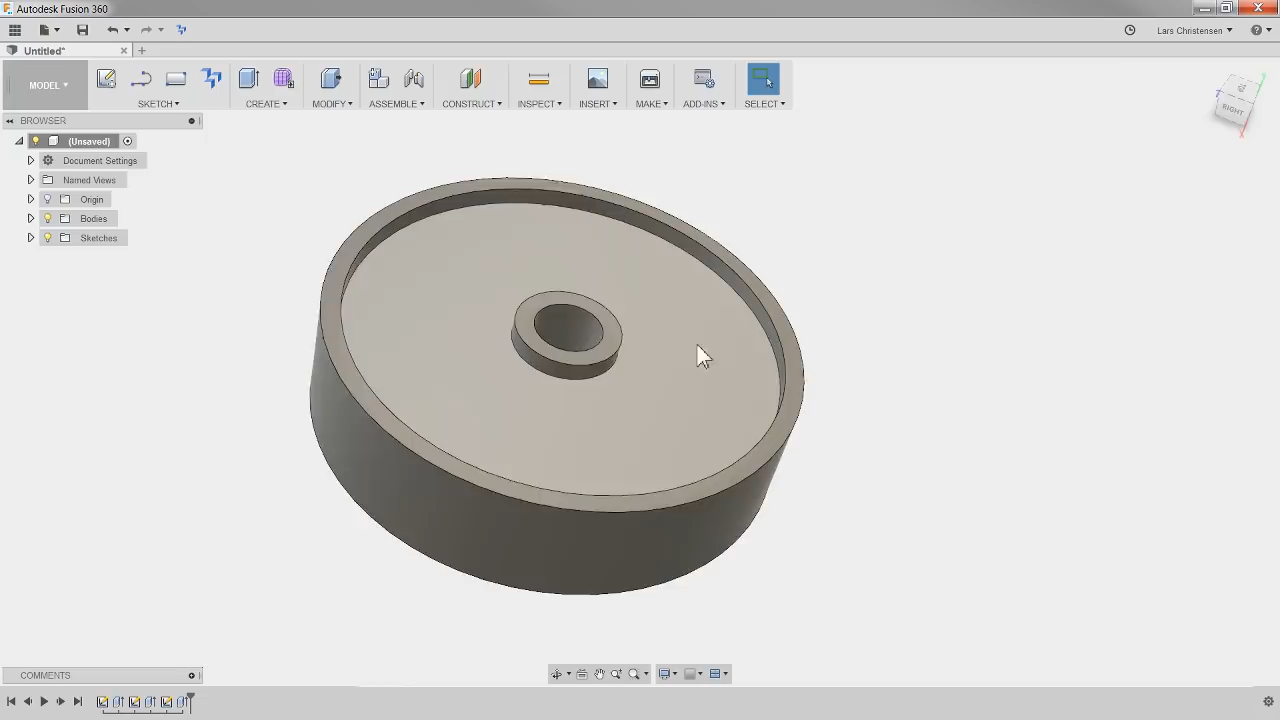 Autodesk Fusion 360
Lars Christensen
Untitled*
MODEL
SKETCH
CREATE
MODIFY
ASSEMBLE
CONSTRUCT
INSPECT
INSERT
MAKE
ADD-INS
SELECT
RIGHT
BROWSER
(Unsaved)
Document Settings
Named Views
Origin
Bodies
Sketches
COMMENTS